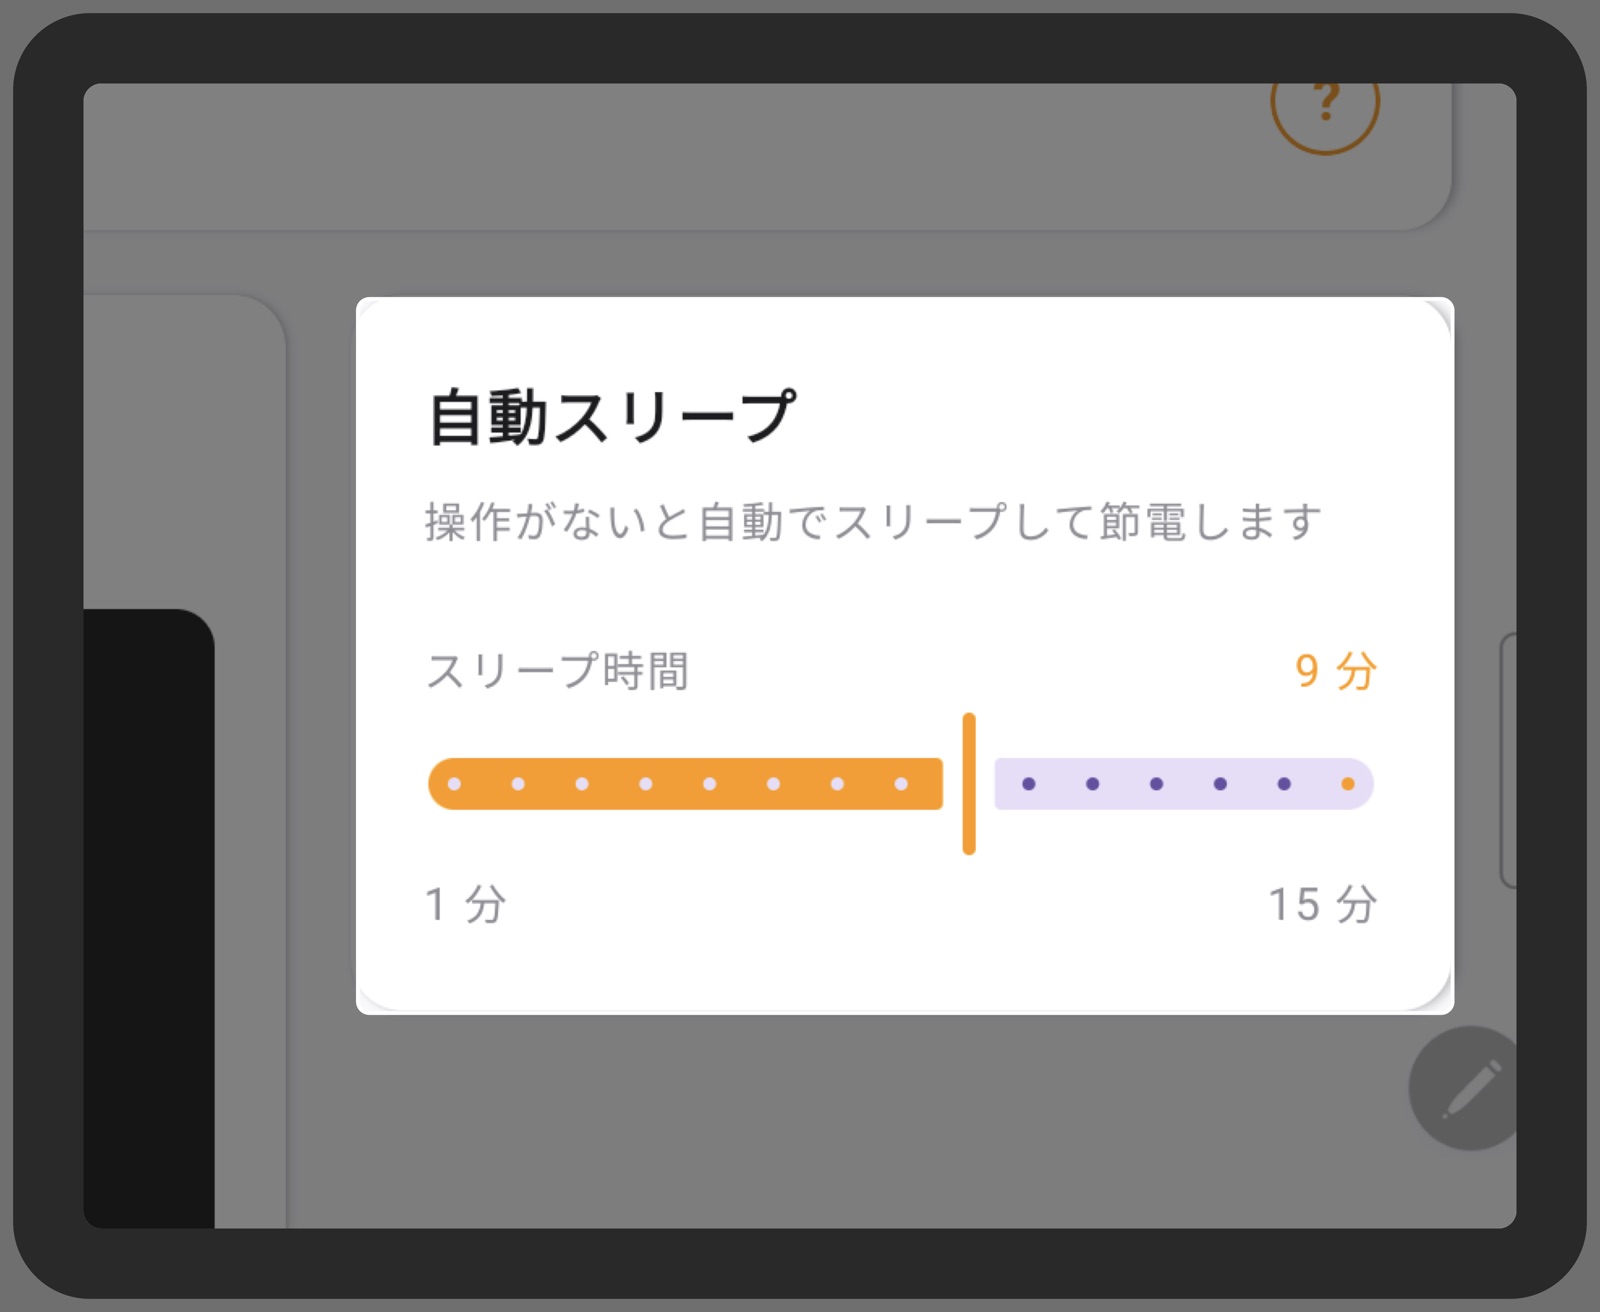 ?
自動スリープ
操作がないと自動でスリープして節電します
スリープ時間 9 分
1 分 15 分